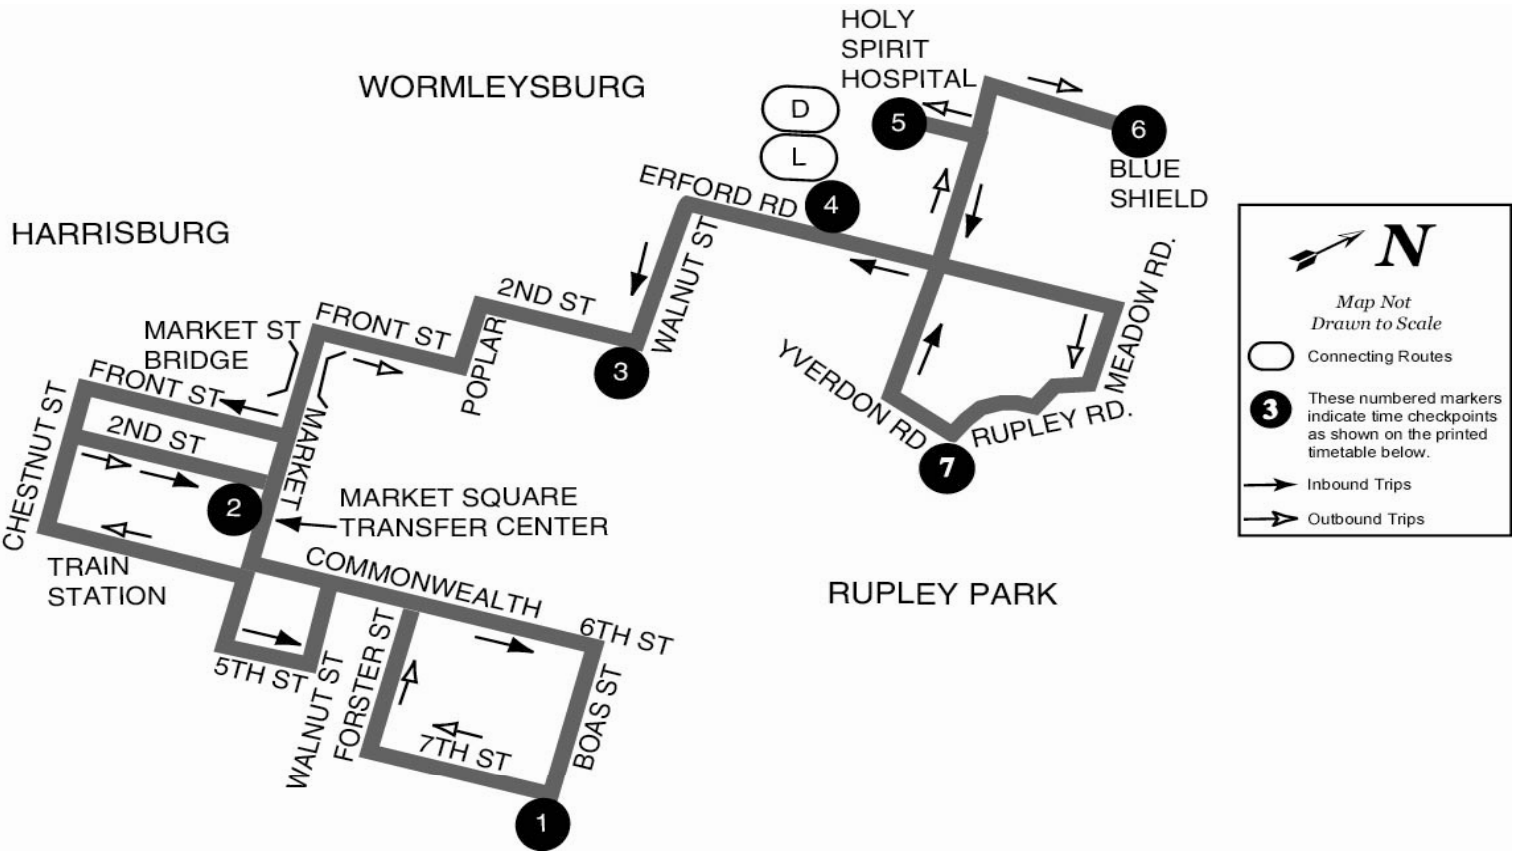 HOLY
SPIRIT
HOSPITAL
WORMLEYSBURG
D
L
5
6
BLUE
SHIELD
ERFORD RD
4
HARRISBURG
WALNUT ST
MEADOW RD.
N
Map Not
Drawn to Scale
Connecting Routes
3
These numbered markers
indicate time checkpoints
as shown on the printed
timetable below.
Inbound Trips
Outbound Trips
2ND ST
FRONT ST
MARKET ST
BRIDGE
POPLAR
3
YVERDON RD
RUPLEY RD.
7
FRONT ST
CHESTNUT ST
2ND ST
MARKET
2
MARKET SQUARE
TRANSFER CENTER
TRAIN
STATION
COMMONWEALTH
RUPLEY PARK
6TH ST
5TH ST
WALNUT ST
FORSTER ST
7TH ST
BOAS ST
1